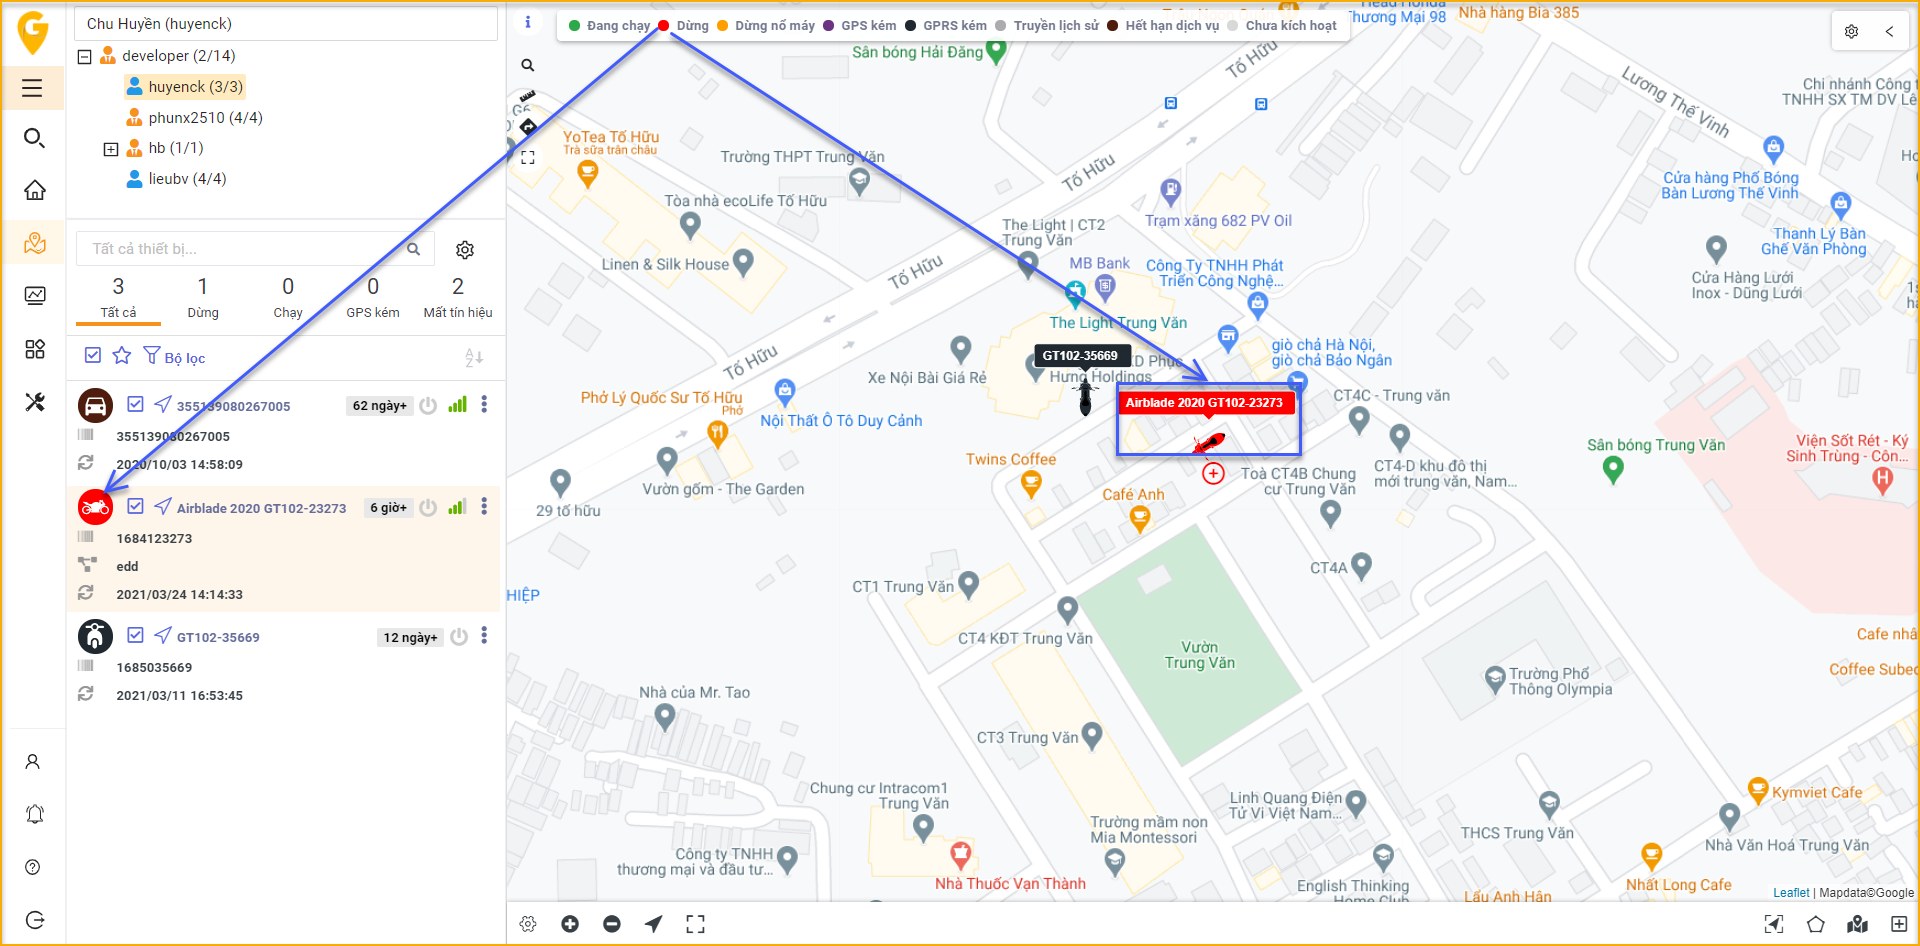 Chu Huyền (huyenck)
developer (2/14)
huyenck (3/3)
phunx2510 (4/4)
hb (1/1)
lieubv (4/4)
Tất cả thiết bị...
3 1 0 0 2
Tất cả Dừng Chạy GPS kém Mất tín hiệu
Bộ lọc
355139080267005 62 ngày+
355139080267005
2020/10/03 14:58:09
Airblade 2020 GT102-23273 6 giờ+
1684123273
edd
2021/03/24 14:14:33
GT102-35669 12 ngày+
1685035669
2021/03/11 16:53:45
Đang chạy Dừng Dừng nổ máy GPS kém GPRS kém Truyền lịch sử Hết hạn dịch vụ Chưa kích hoạt
Thương Mại 98
Nhà hàng Bia 385
Sân bóng Hải Đăng
Tố Hữu
Lương Thế Vinh
Chi nhánh Công t
TNHH SX TM DV Lê
YoTea Tố Hữu
Trà sữa trân châu
Trường THPT Trung Văn
Tố Hữu
Cửa hàng Phố Bóng
Bàn Lương Thế Vinh
Tòa nhà ecoLife Tố Hữu
Trạm xăng 682 PV Oil
The Light | CT2
Trung Văn
Thanh Lý Bàn
Ghế Văn Phòng
Linen & Silk House
Tố Hữu
MB Bank
Công Ty TNHH Phát
Triển Công Nghệ...
Cửa Hàng Lưới
Inox - Dũng Lưới
The Light Trung Văn
giò chả Hà Nội,
giò chả Bảo Ngân
GT102-35669
KD Phục
Hưng Holdings
Tố Hữu
Xe Nội Bài Giá Rẻ
Phở Lý Quốc Sư Tố Hữu
Phở
Nội Thất Ô Tô Duy Cảnh
Airblade 2020 GT102-23273
CT4C - Trung văn
Sân bóng Trung Văn
Viện Sốt Rét - Ký
Sinh Trùng - Côn...
Twins Coffee
Toà CT4B Chung
cư Trung Văn
CT4-D khu đô thị
mới trung văn, Nam...
Vườn gốm - The Garden
Café Anh
29 tố hữu
CT4A
CT1 Trung Văn
HIỆP
CT4 KĐT Trung Văn
Vườn
Trung Văn
Cafe nhâ
Coffee Subec
Trường Phổ
Thông Olympia
Nhà của Mr. Tao
CT3 Trung Văn
Chung cư Intracom1
Trung Văn
Linh Quang Điện
Tử Vi Việt Nam...
Kymviet Cafe
Trường mầm non
Mia Montessori
THCS Trung Văn
Nhà Văn Hoá Trung Văn
Công ty TNHH
thương mại và đầu tư...
Nhà Thuốc Vạn Thành
English Thinking
Home Club
Lẩu Anh Hân
Nhất Long Cafe
Leaflet | Mapdata©Google